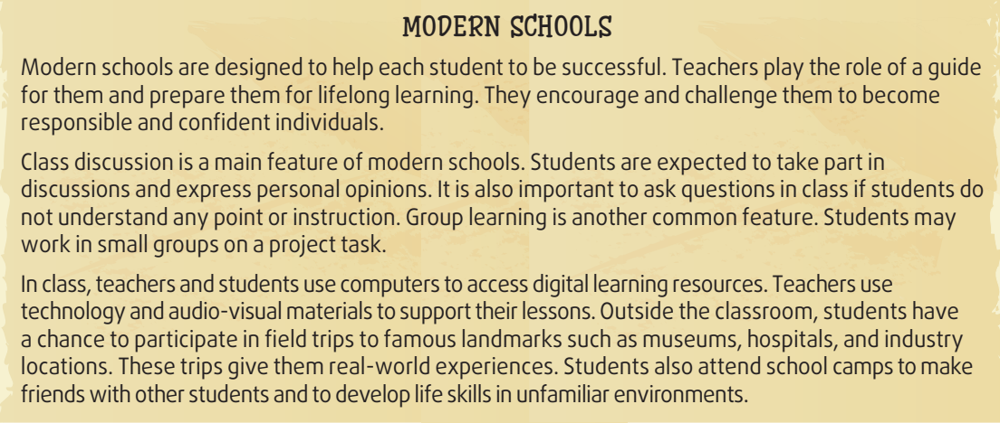 MODERN SCHOOLS
Modern schools are designed to help each student to be successful. Teachers play the role of a guide
for them and prepare them for lifelong learning. They encourage and challenge them to become
responsible and confident individuals.
Class discussion is a main feature of modern schools. Students are expected to take part in
discussions and express personal opinions. It is also important to ask questions in class if students do
not understand any point or instruction. Group learning is another common feature. Students may
work in small groups on a project task.
In class, teachers and students use computers to access digital learning resources. Teachers use
technology and audio-visual materials to support their lessons. Outside the classroom, students have
a chance to participate in field trips to famous landmarks such as museums, hospitals, and industry
locations. These trips give them real-world experiences. Students also attend school camps to make
friends with other students and to develop life skills in unfamiliar environments.